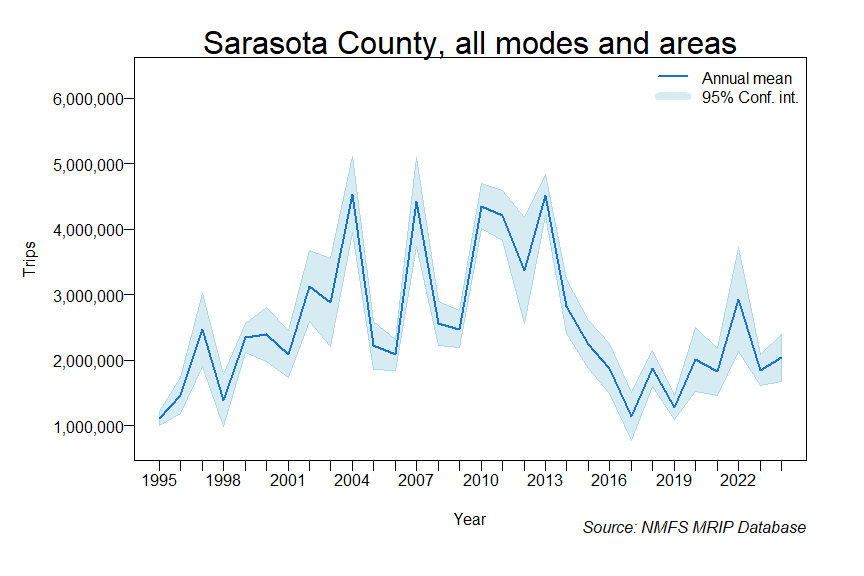 Sarasota County, all modes and areas
Annual mean
95% Conf. int.
6,000,000
5,000,000
4,000,000
3,000,000
2,000,000
1,000,000
Trips
1995 1998 2001 2004 2007 2010 2013 2016 2019 2022
Year
Source: NMFS MRIP Database